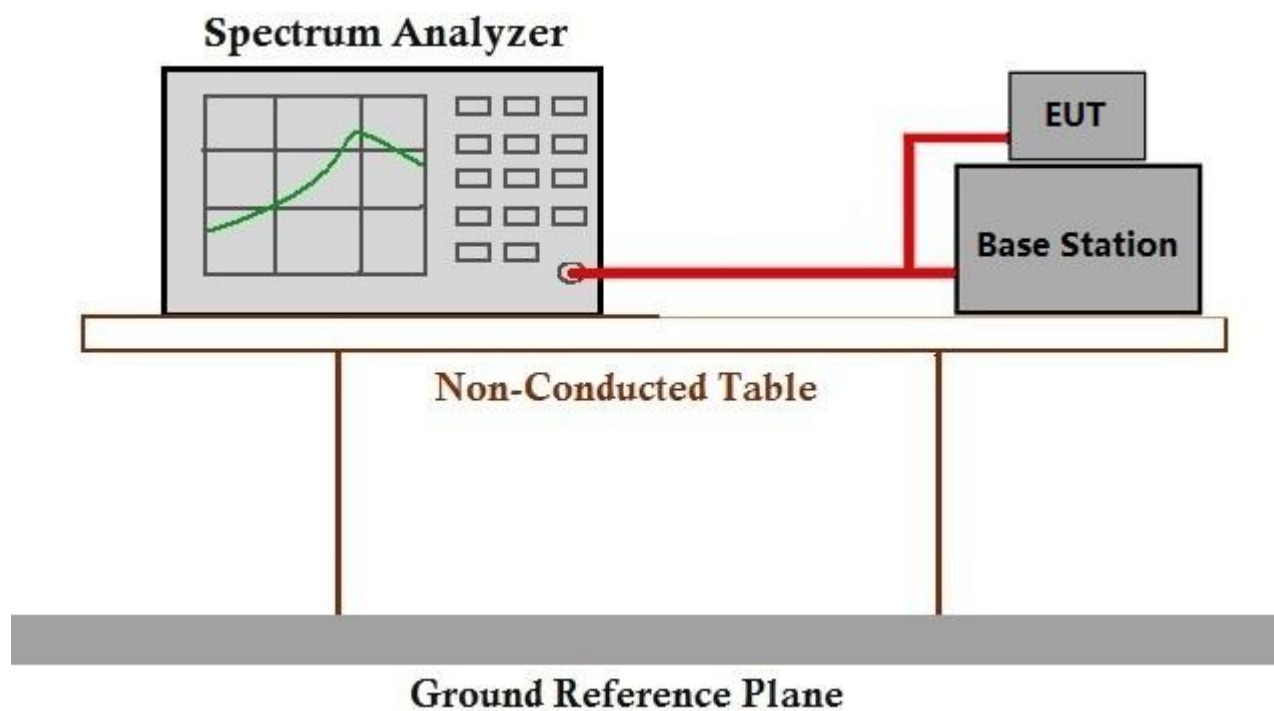 Spectrum Analyzer
EUT
Base Station
Non-Conducted Table
Ground Reference Plane